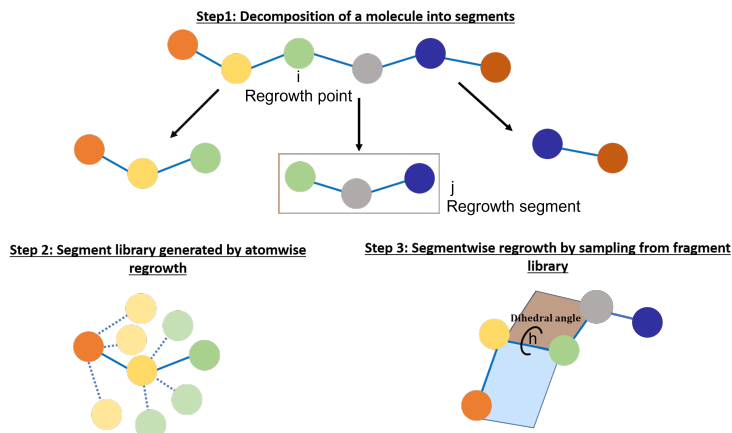 Step1: Decomposition of a molecule into segments
i
Regrowth point
j
Regrowth segment
Step 2: Segment library generated by atomwise
regrowth
Step 3: Segmentwise regrowth by sampling from fragment
library
Dihedral angle
h